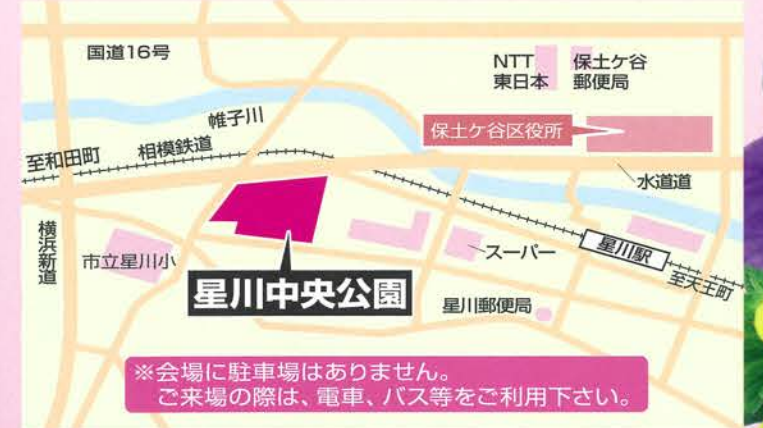 国道16号
NTT
東日本
保土ケ谷
郵便局
帷子川
保土ケ谷区役所
相模鉄道
至和田町
水道道
横浜新道
市立星川小
星川駅
スーパー
至天王町
星川中央公園
星川郵便局
※会場に駐車場はありません。
ご来場の際は、電車、バス等をご利用下さい。